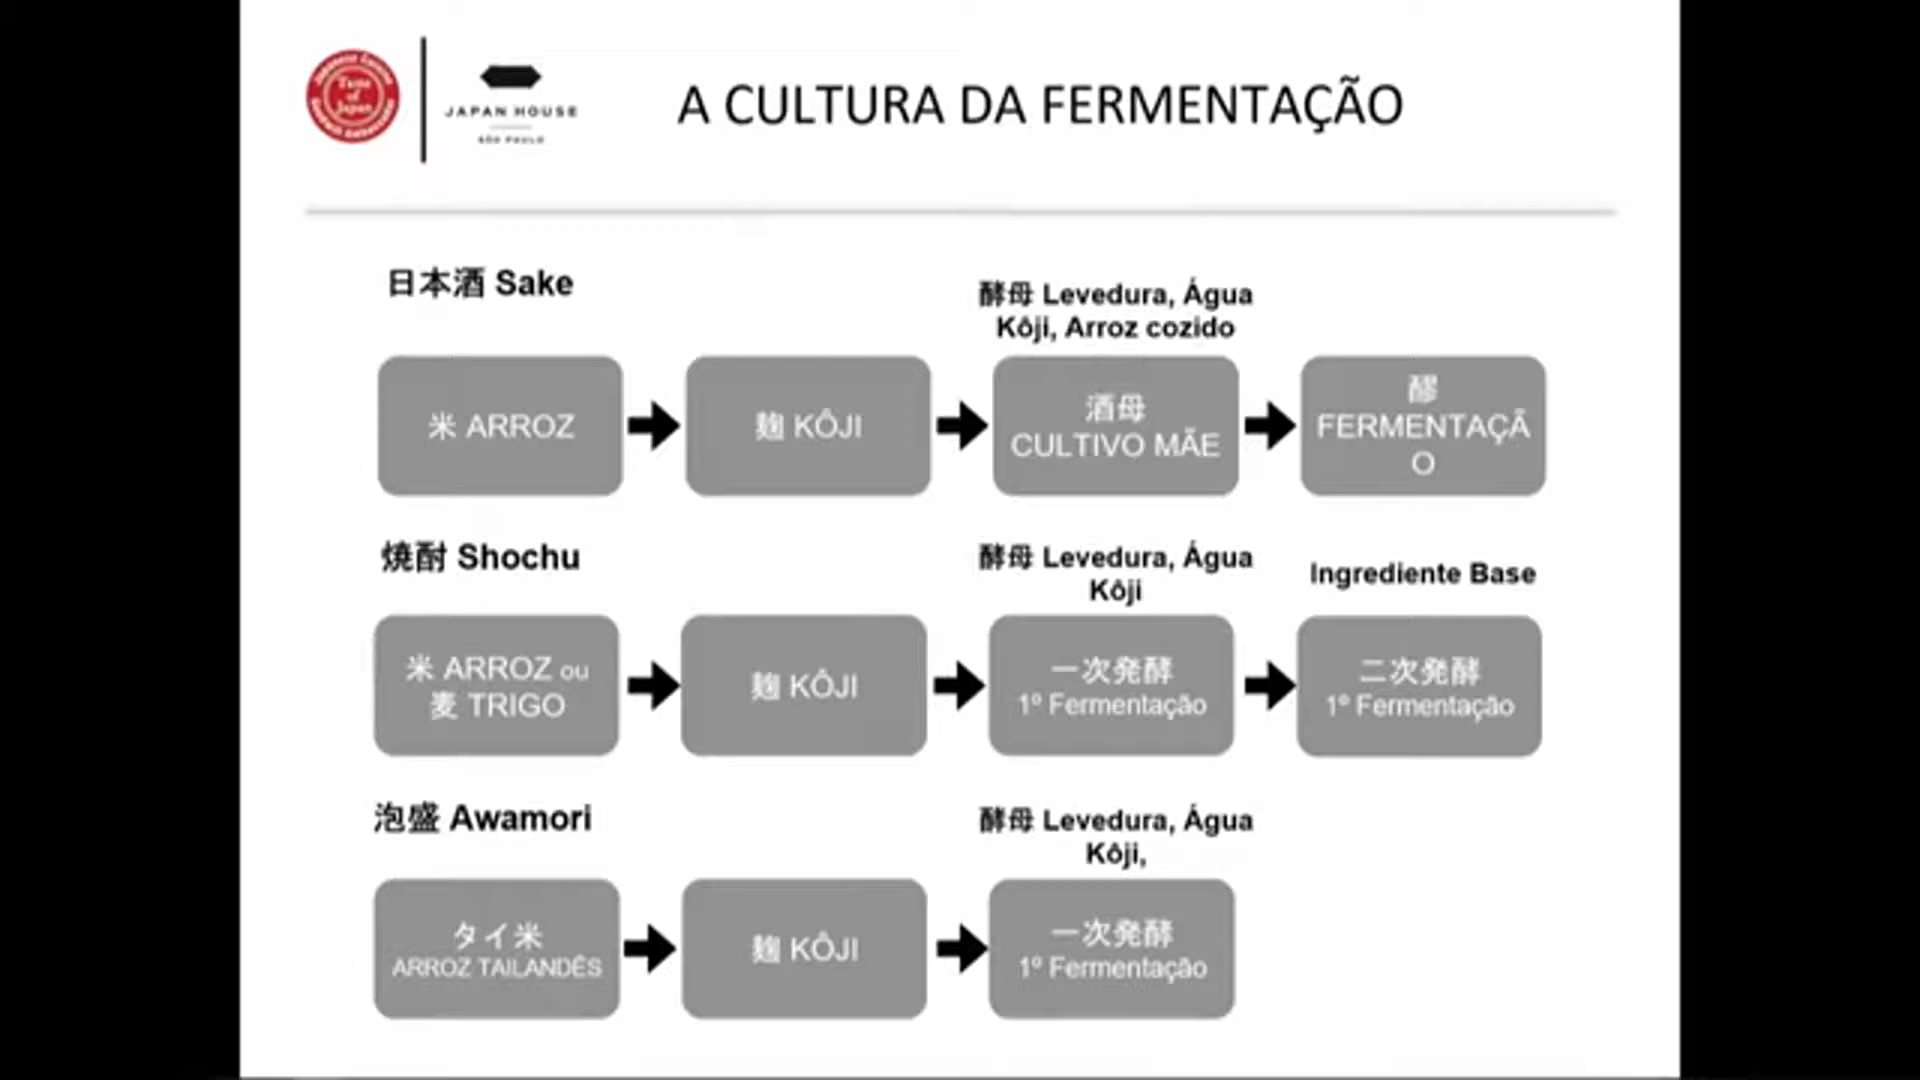 Taste
of
Japan
JAPAN HOUSE
SÃO PAULO
A CULTURA DA FERMENTAÇÃO
日本酒 Sake
酵母 Levedura, Água
Kôji, Arroz cozido
米 ARROZ
麹 KÔJI
酒母
CULTIVO MÃE
醪
FERMENTAÇÃ
O
焼酎 Shochu
酵母 Levedura, Água
Kôji
Ingrediente Base
米 ARROZ ou
麦 TRIGO
麹 KÔJI
一次発酵
1º Fermentação
二次発酵
1º Fermentação
泡盛 Awamori
酵母 Levedura, Água
Kôji,
タイ米
ARROZ TAILANDÊS
麹 KÔJI
一次発酵
1º Fermentação